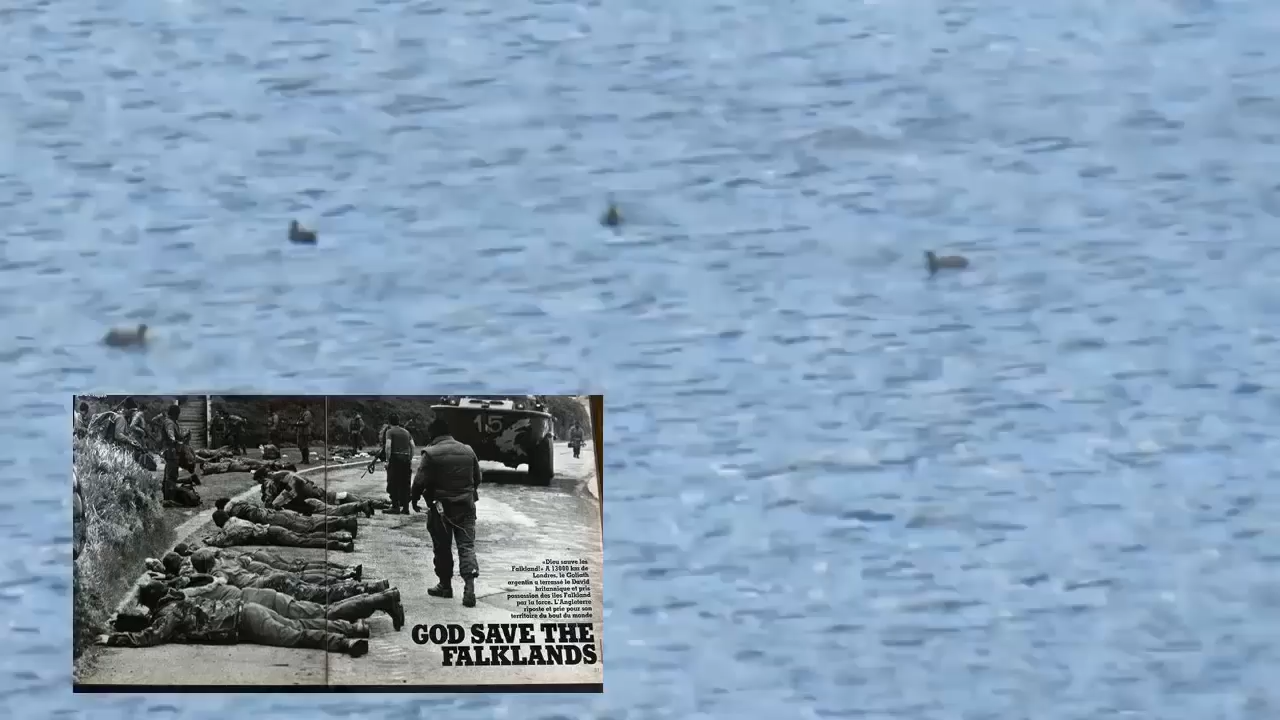 15
«Dieu sauve les
Falkland!» A 13000 km de
Londres, le Goliath
argentin a terrassé le David
britannique et pris
possession des îles Falkland
par la force. L'Angleterre
riposte et prie pour son
territoire du bout du monde
GOD SAVE THE
FALKLANDS